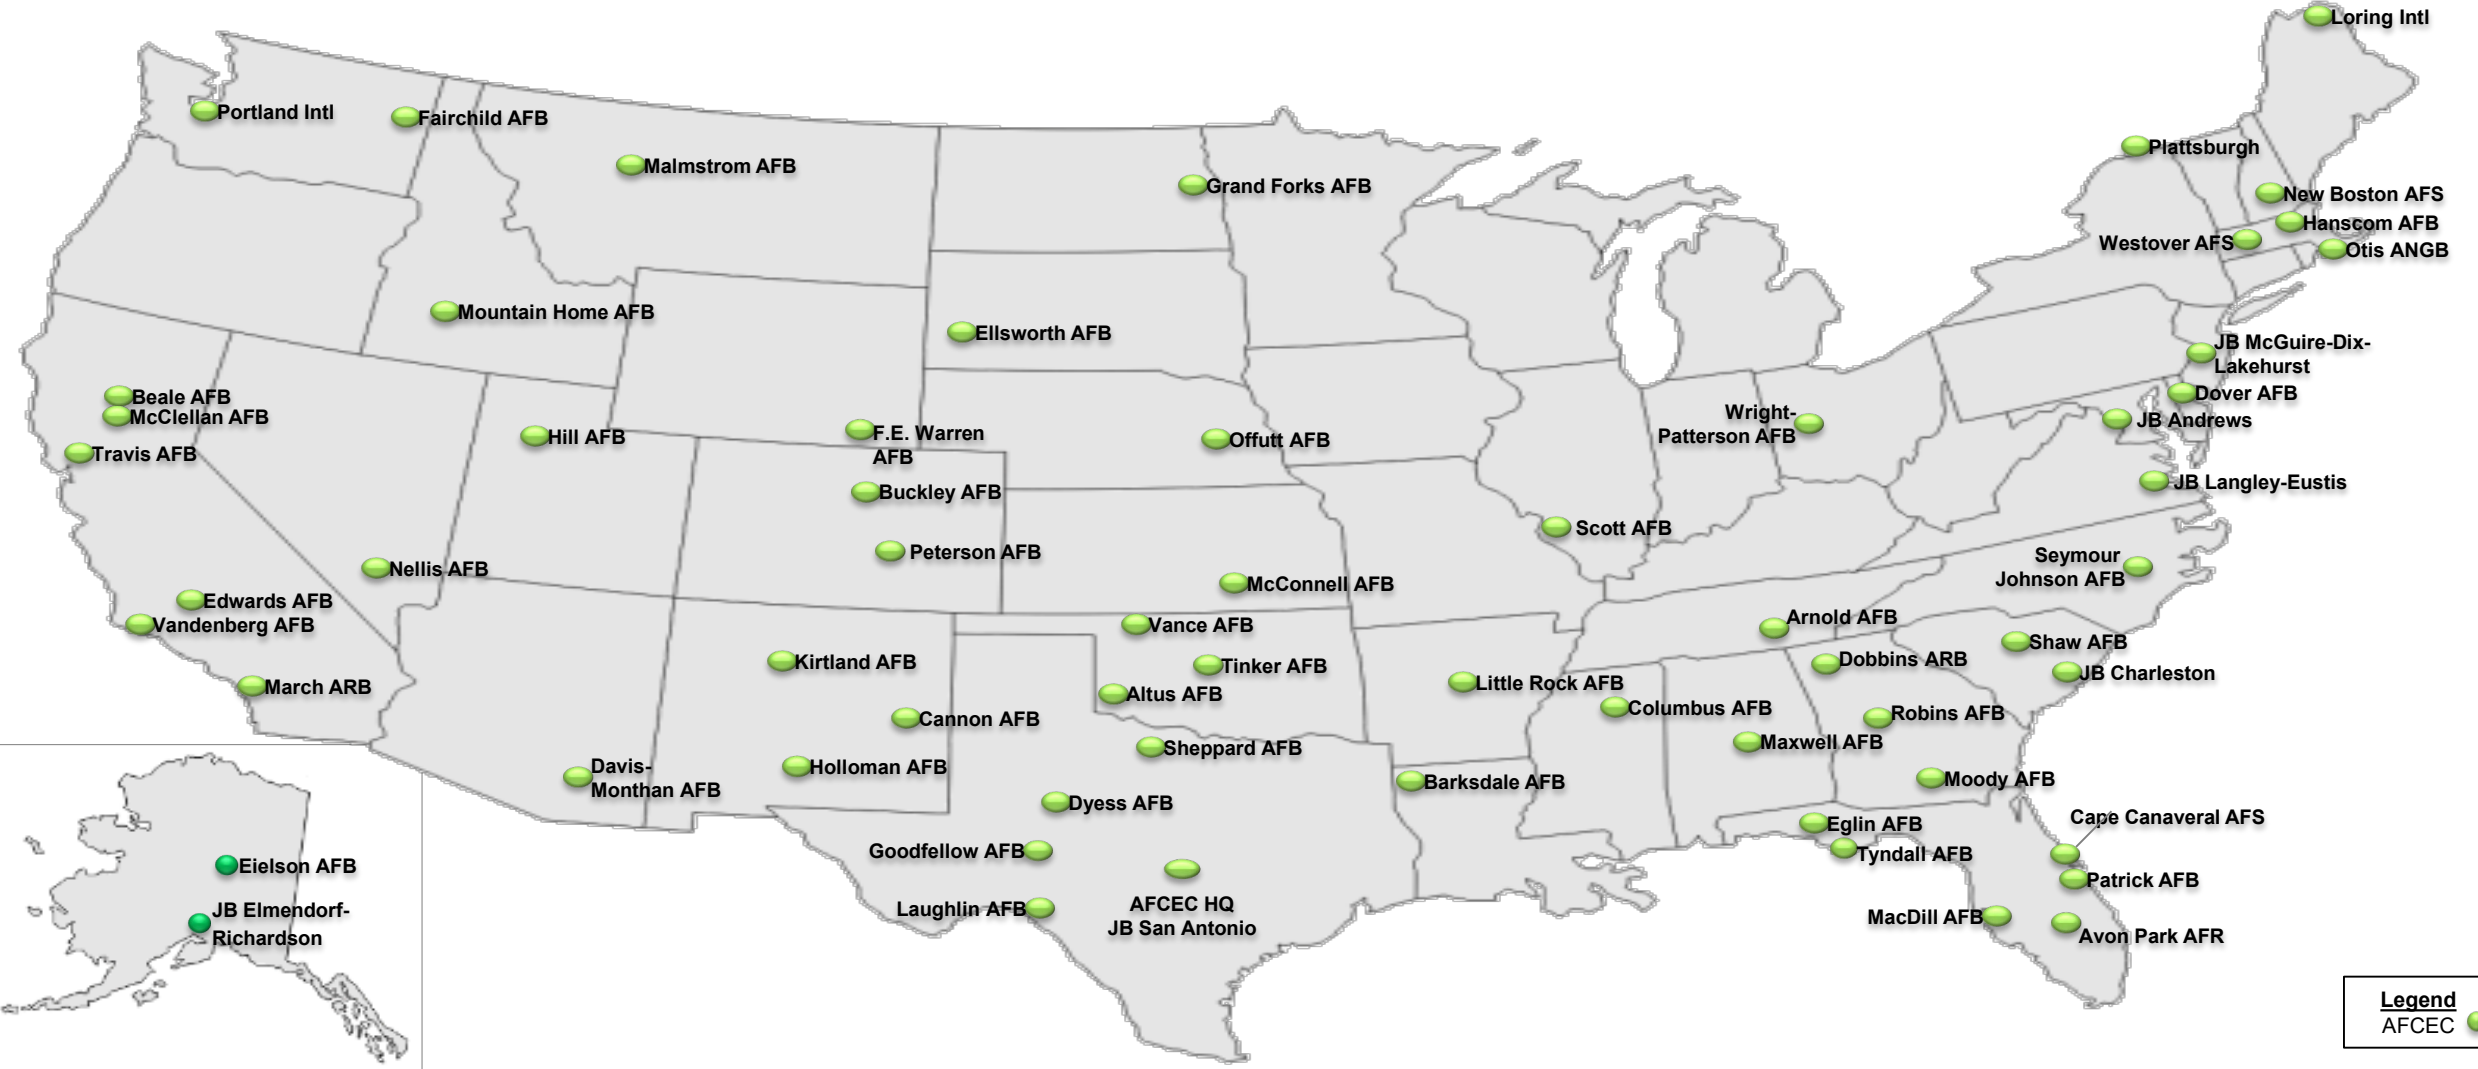 Loring Intl
Portland Intl
Fairchild AFB
Malmstrom AFB
Grand Forks AFB
Plattsburgh
New Boston AFS
Hanscom AFB
Westover AFS
Otis ANGB
Mountain Home AFB
Ellsworth AFB
JB McGuire-Dix-
Lakehurst
Beale AFB
McClellan AFB
Travis AFB
Hill AFB
F.E. Warren
AFB
Offutt AFB
Wright-
Patterson AFB
Dover AFB
JB Andrews
Buckley AFB
JB Langley-Eustis
Peterson AFB
Scott AFB
Nellis AFB
McConnell AFB
Seymour
Johnson AFB
Edwards AFB
Vandenberg AFB
Vance AFB
Arnold AFB
Shaw AFB
Kirtland AFB
Tinker AFB
Dobbins ARB
JB Charleston
March ARB
Altus AFB
Little Rock AFB
Columbus AFB
Robins AFB
Cannon AFB
Sheppard AFB
Maxwell AFB
Davis-
Monthan AFB
Holloman AFB
Barksdale AFB
Moody AFB
Dyess AFB
Cape Canaveral AFS
Eglin AFB
Tyndall AFB
Goodfellow AFB
Eielson AFB
Patrick AFB
Laughlin AFB
AFCEC HQ
JB San Antonio
MacDill AFB
Avon Park AFR
JB Elmendorf-
Richardson
Legend
AFCEC